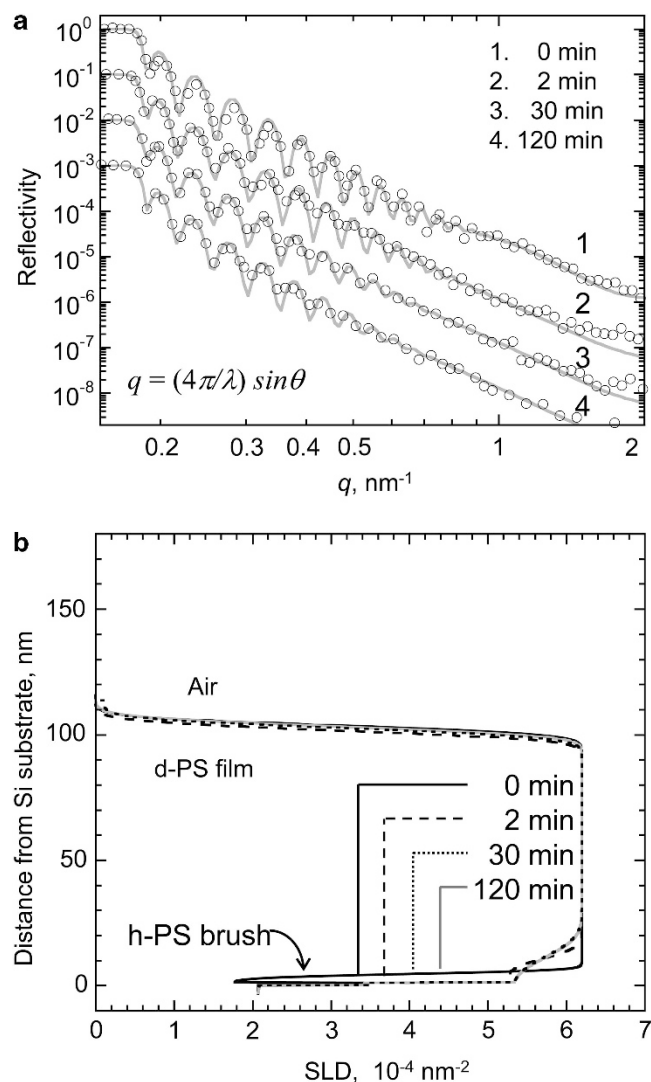 a
10⁰
10⁻¹
10⁻²
10⁻³
10⁻⁴
10⁻⁵
10⁻⁶
10⁻⁷
10⁻⁸
Reflectivity
1. 0 min
2. 2 min
3. 30 min
4. 120 min
1
2
3
4
q = (4π/λ) sinθ
0.2
0.3
0.4
0.5
1
2
q, nm⁻¹
b
150
100
50
0
Distance from Si substrate, nm
Air
d-PS film
0 min
2 min
30 min
120 min
h-PS brush
0
1
2
3
4
5
6
7
SLD, 10⁻⁴ nm⁻²